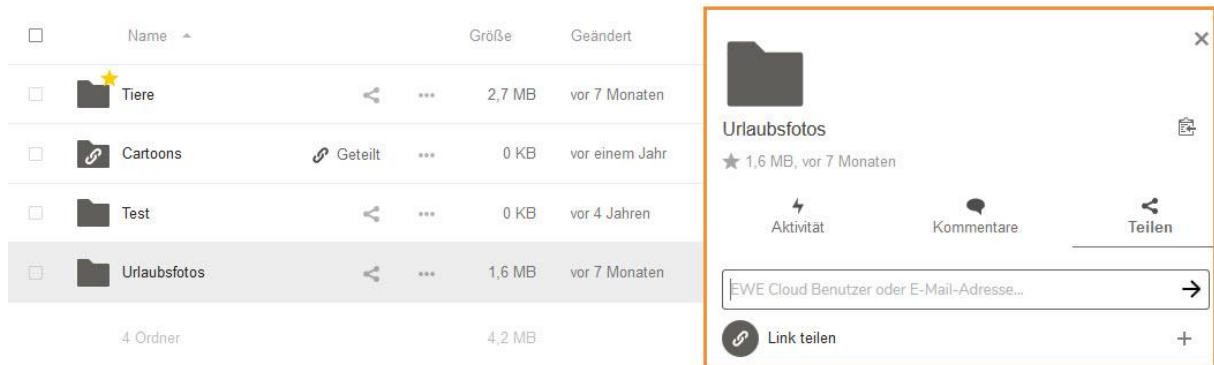 Name Größe Geändert
Tiere 2,7 MB vor 7 Monaten
Cartoons Geteilt 0 KB vor einem Jahr
Test 0 KB vor 4 Jahren
Urlaubsfotos 1,6 MB vor 7 Monaten
4 Ordner 4,2 MB
Urlaubsfotos
1,6 MB, vor 7 Monaten
Aktivität Kommentare Teilen
EWE Cloud Benutzer oder E-Mail-Adresse...
Link teilen